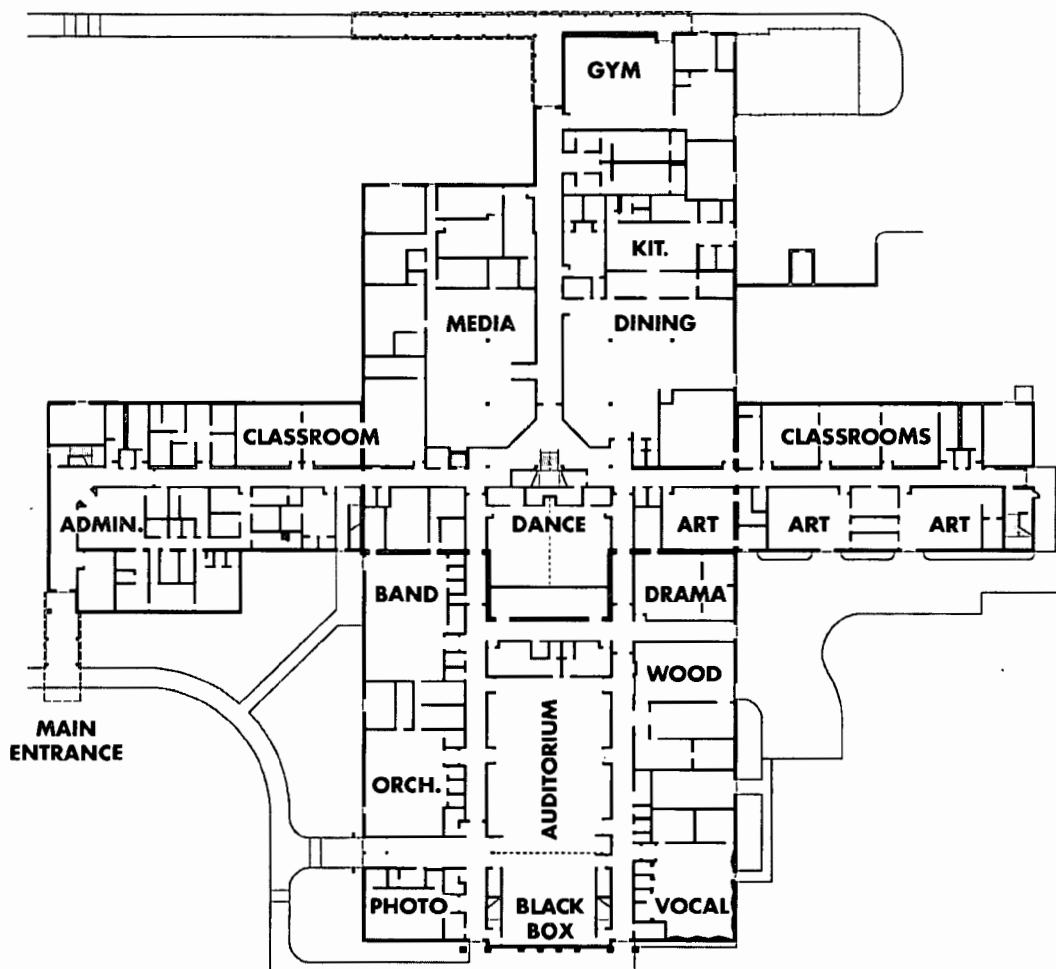 GYM
KIT.
MEDIA
DINING
CLASSROOM
CLASSROOMS
ADMIN.
DANCE
ART
ART
ART
BAND
DRAMA
WOOD
MAIN
ENTRANCE
ORCH.
AUDITORIUM
PHOTO
BLACK
BOX
VOCAL